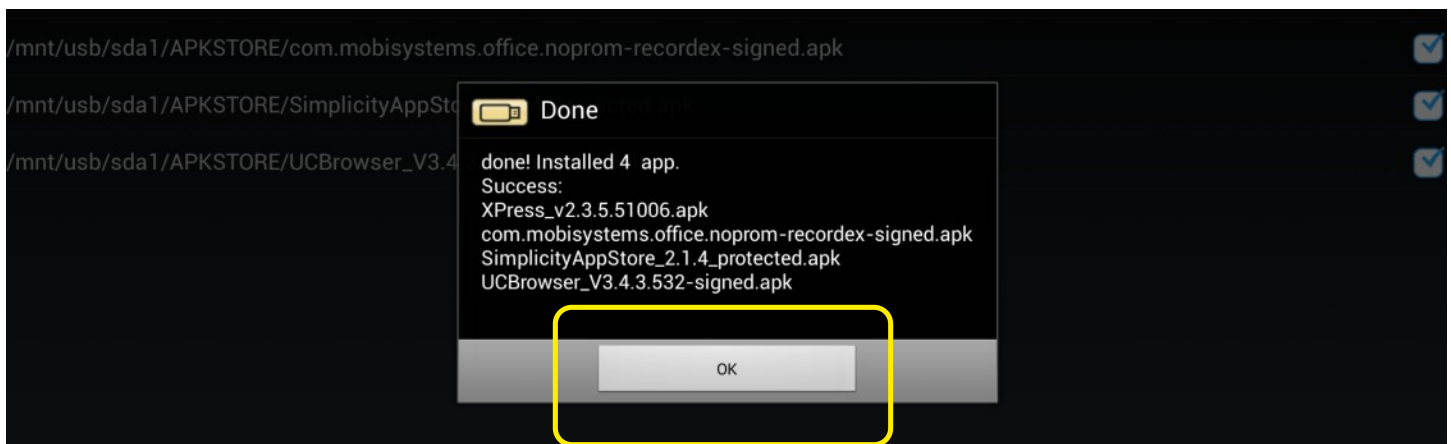 /mnt/usb/sda1/APKSTORE/com.mobisystems.office.noprom-recordex-signed.apk
/mnt/usb/sda1/APKSTORE/SimplicityAppSto
Done
/mnt/usb/sda1/APKSTORE/UCBrowser_V3.4
done! Installed 4 app.
Success:
XPress_v2.3.5.51006.apk
com.mobisystems.office.noprom-recordex-signed.apk
SimplicityAppStore_2.1.4_protected.apk
UCBrowser_V3.4.3.532-signed.apk
OK